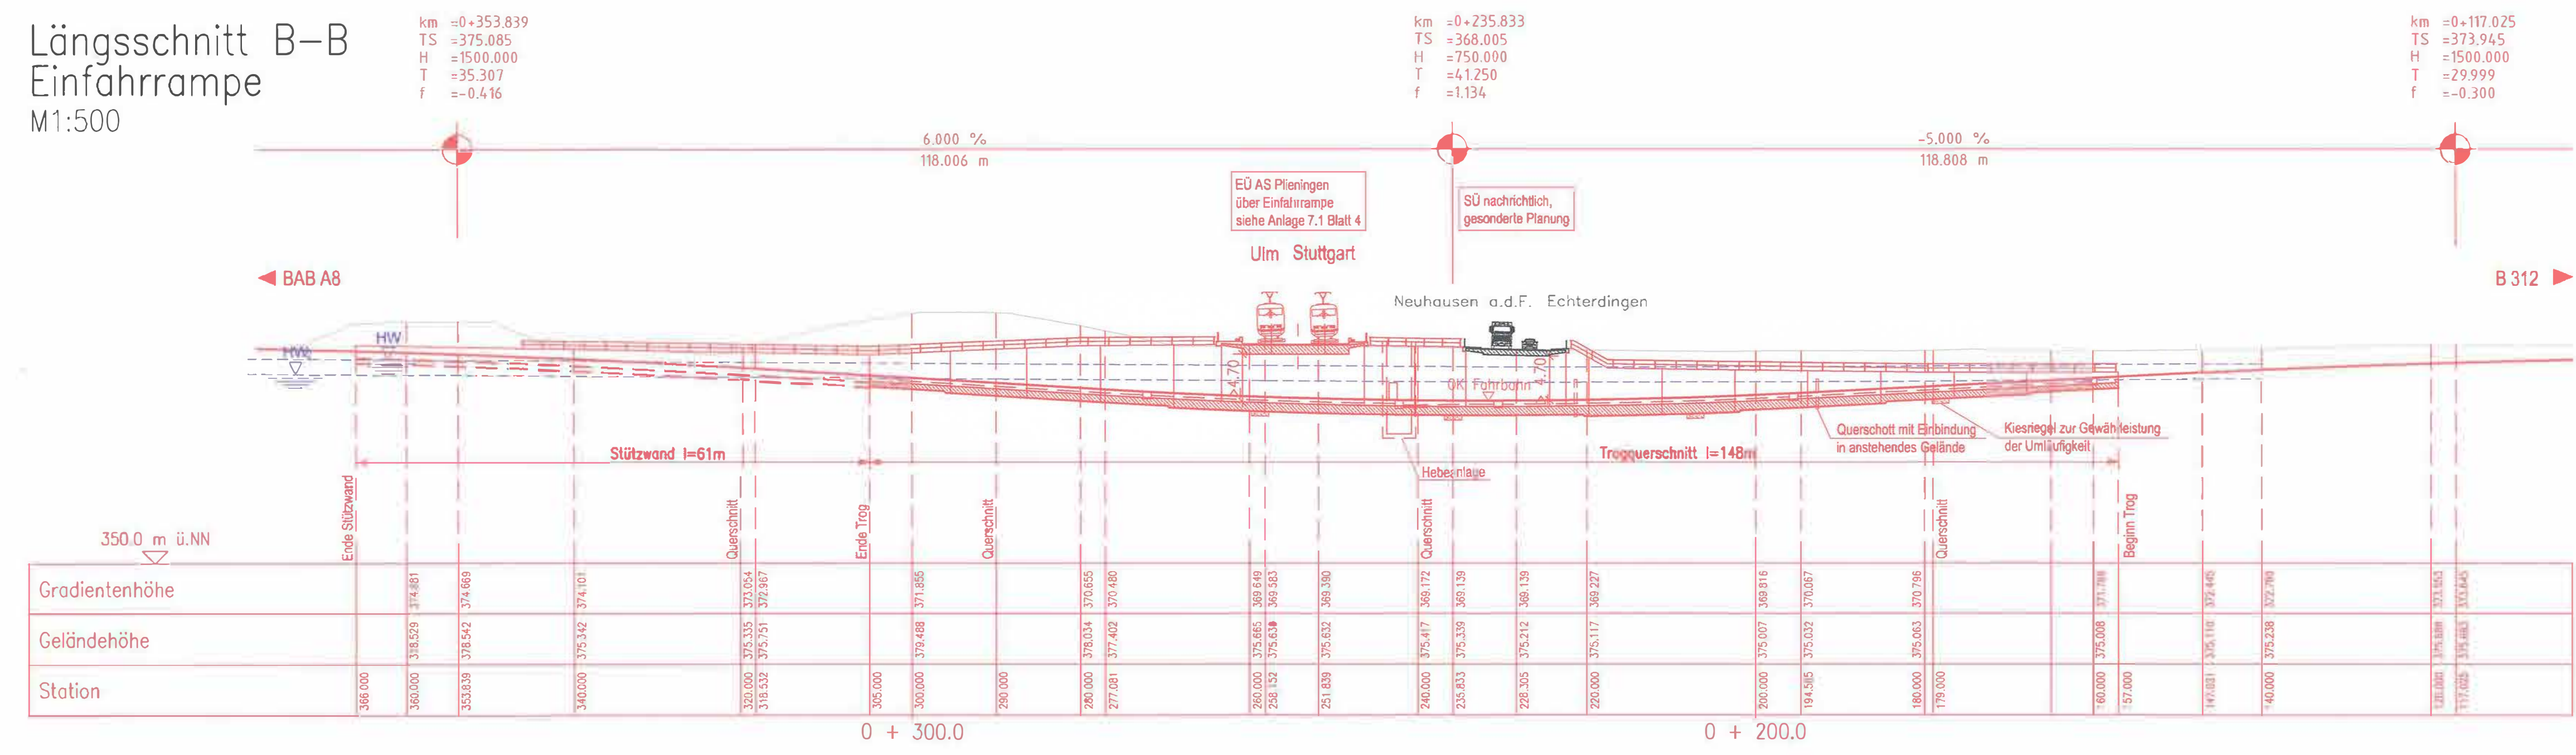 Längsschnitt B–B
Einfahrrampe
M1:500
km =0+353.839
TS =375.085
H =1500.000
T =35.307
f =-0.416
km =0+235.833
TS =368.005
H =750.000
T =41.250
f =1.134
km =0+117.025
TS =373.945
H =1500.000
T =29.999
f =-0.300
6.000 %
118.006 m
-5.000 %
118.808 m
EÜ AS Plieningen
über Einfahrrampe
siehe Anlage 7.1 Blatt 4
SÜ nachrichtlich,
gesonderte Planung
Ulm Stuttgart
BAB A8
B 312
Neuhausen a.d.F. Echterdingen
HW
HW
4.70
4.70
OK Fahrbahn
Querschott mit Einbindung
in anstehendes Gelände
Kiesriegel zur Gewährleistung
der Umläufigkeit
Stützwand l=61m
Trogquerschnitt l=148m
Hebeanlage
Ende Stützwand
Querschnitt
Ende Trog
Querschnitt
Querschnitt
Querschnitt
Beginn Trog
350.0 m ü.NN
Gradientenhöhe
374.881 374.669 374.101 373.054 372.967 371.855 370.655 370.480 369.649 369.583 369.390 369.172 369.139 369.139 369.227 369.816 370.067 370.796
Geländehöhe
378.529 378.542 375.342 375.335 375.751 379.488 378.034 377.402 375.665 375.632 375.417 375.339 375.212 375.117 375.007 375.032 375.063 375.008 375.238
Station
366.000 360.000 353.839 340.000 320.000 318.532 305.000 300.000 290.000 280.000 277.081 260.000 258.152 251.839 240.000 235.833 228.305 220.000 200.000 194.585 180.000 179.000 160.000 157.000 140.000
0 + 300.0
0 + 200.0